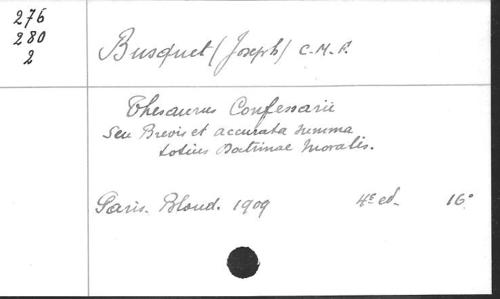 276
280
2
Busquet (Joseph) C.M.F.
Thesaurus Confessarii
seu Brevis et accurata summa
totius Doctrinae Moralis.
Paris. Bloud. 1909 4e ed. 16°